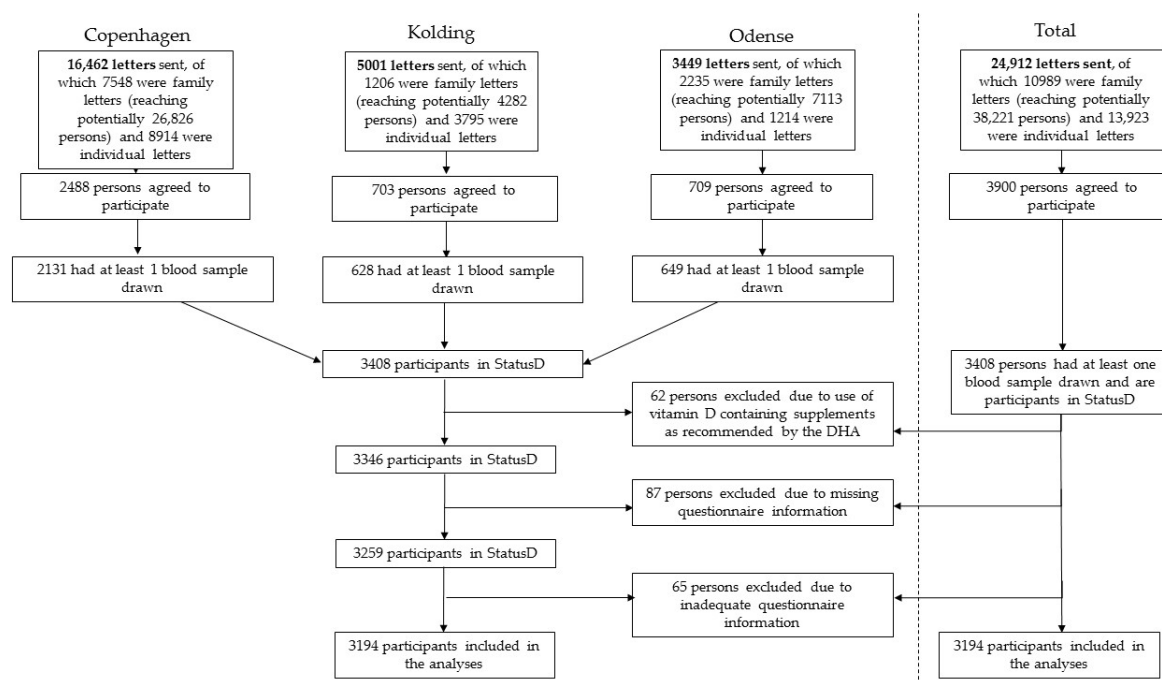 Copenhagen
16,462 letters sent, of
which 7548 were family
letters (reaching
potentially 26,826
persons) and 8914 were
individual letters
2488 persons agreed to
participate
2131 had at least 1 blood sample
drawn
Kolding
5001 letters sent, of which
1206 were family letters
(reaching potentially 4282
persons) and 3795 were
individual letters
703 persons agreed to
participate
628 had at least 1 blood sample
drawn
Odense
3449 letters sent, of which
2235 were family letters
(reaching potentially 7113
persons) and 1214 were
individual letters
709 persons agreed to
participate
649 had at least 1 blood sample
drawn
3408 participants in StatusD
62 persons excluded due to use of
vitamin D containing supplements
as recommended by the DHA
3346 participants in StatusD
87 persons excluded due to missing
questionnaire information
3259 participants in StatusD
65 persons excluded due to
inadequate questionnaire
information
3194 participants included in
the analyses
Total
24,912 letters sent, of
which 10989 were family
letters (reaching potentially
38,221 persons) and 13,923
were individual letters
3900 persons agreed to
participate
3408 persons had at least one
blood sample drawn and are
participants in StatusD
3194 participants included in
the analyses